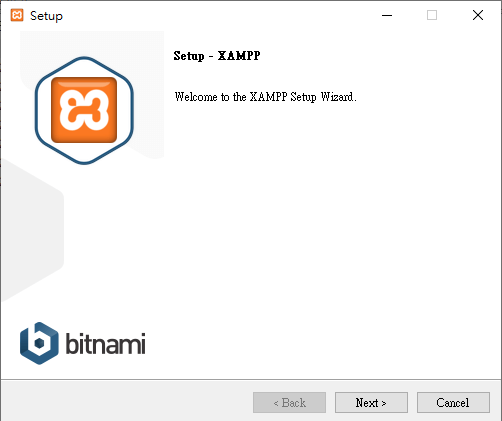 Setup
Setup - XAMPP
Welcome to the XAMPP Setup Wizard.
bitnami
< Back
Next >
Cancel